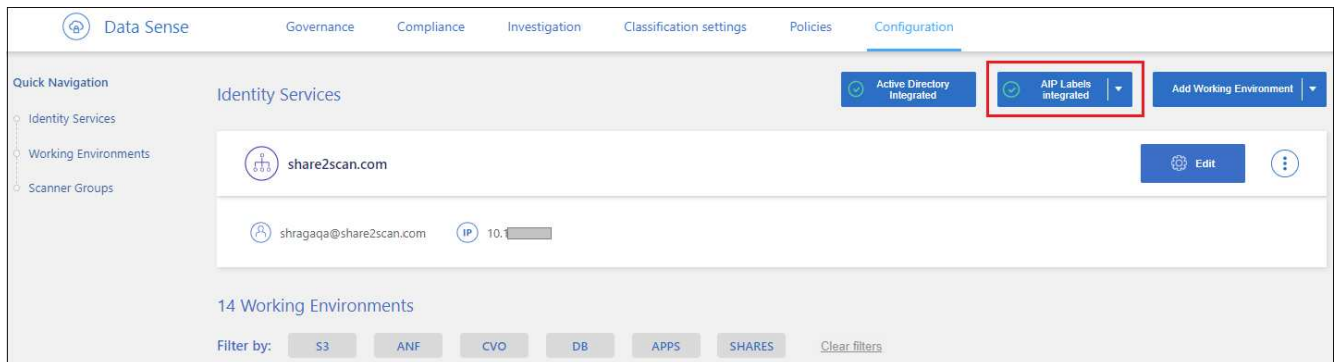 Data Sense
Governance Compliance Investigation Classification settings Policies Configuration
Quick Navigation
Identity Services
Working Environments
Scanner Groups
Identity Services
Active Directory
Integrated
AIP Labels
integrated
Add Working Environment
share2scan.com
Edit
shragaqa@share2scan.com IP 10.1
14 Working Environments
Filter by: S3 ANF CVO DB APPS SHARES Clear filters